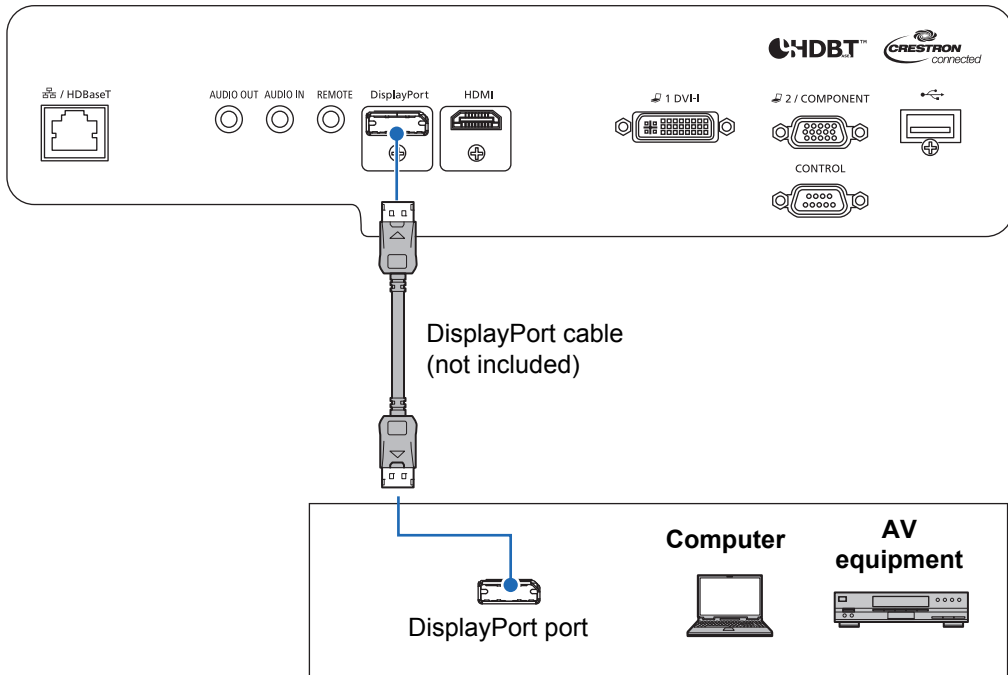 HDBT™
CRESTRON
connected
/ HDBaseT
AUDIO OUT
AUDIO IN
REMOTE
DisplayPort
HDMI
1 DVI-I
2 / COMPONENT
CONTROL
DisplayPort cable
(not included)
Computer
AV
equipment
DisplayPort port